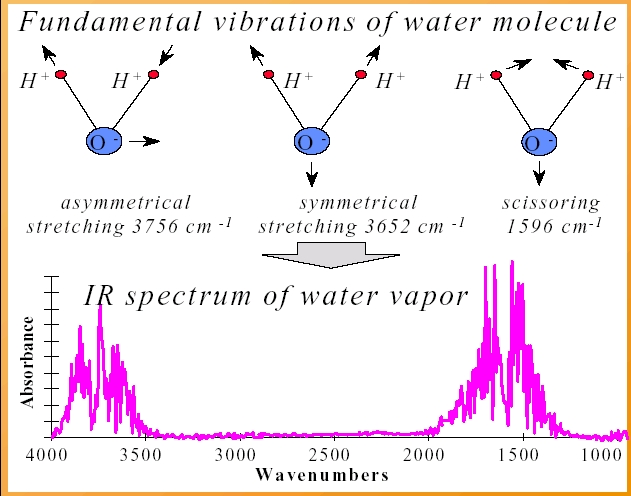 Fundamental vibrations of water molecule
H+ H+ H+ H+ H+ H+
O - O - O -
asymmetrical symmetrical scissoring
stretching 3756 cm -1 stretching 3652 cm -1 1596 cm-1
IR spectrum of water vapor
Absorbance
4000 3500 3000 2500 2000 1500 1000
Wavenumbers